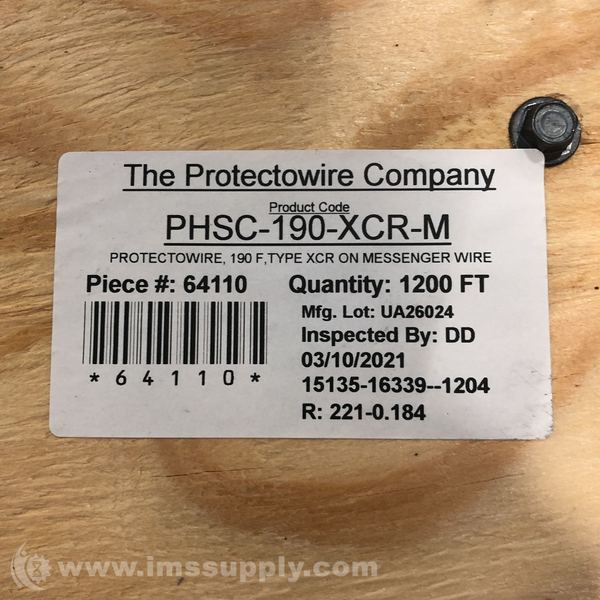 The Protectowire Company
Product Code
PHSC-190-XCR-M
PROTECTOWIRE, 190 F,TYPE XCR ON MESSENGER WIRE
Piece #: 64110
*64110*
Quantity: 1200 FT
Mfg. Lot: UA26024
Inspected By: DD
03/10/2021
15135-16339--1204
R: 221-0.184
www.imssupply.com